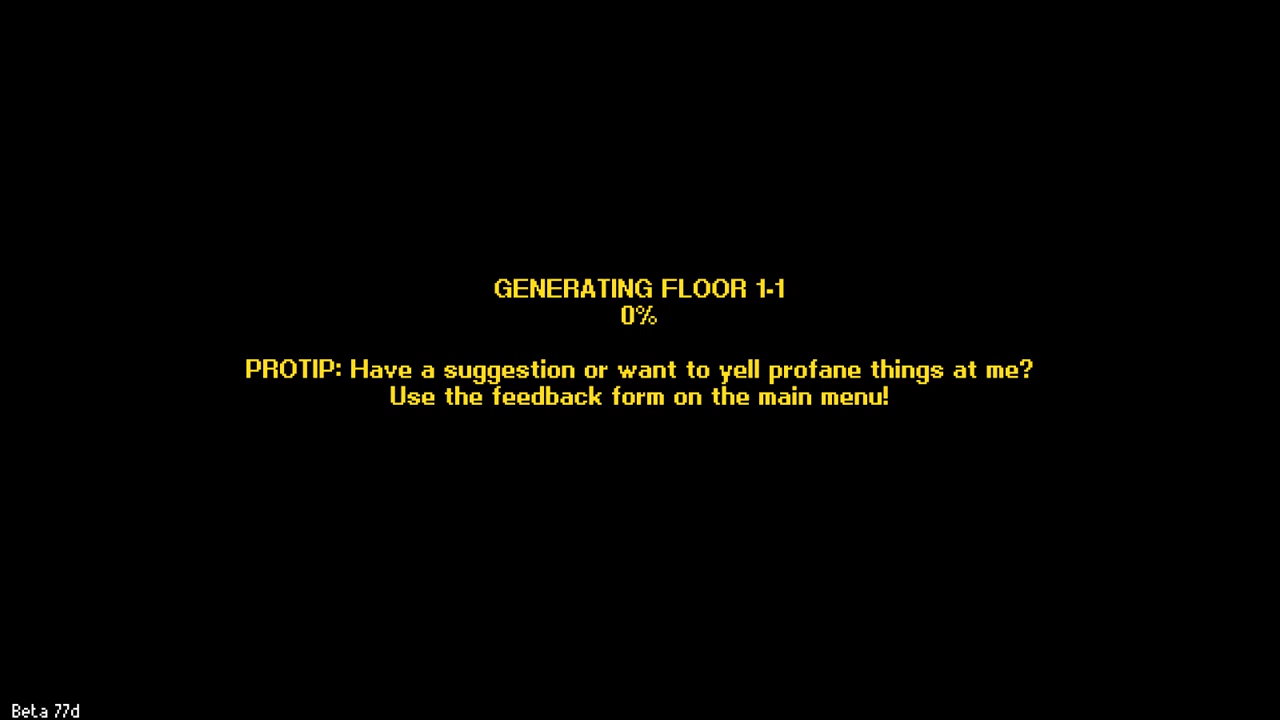 GENERATING FLOOR 1-1
0%
PROTIP: Have a suggestion or want to yell profane things at me?
Use the feedback form on the main menu!
Beta 77d